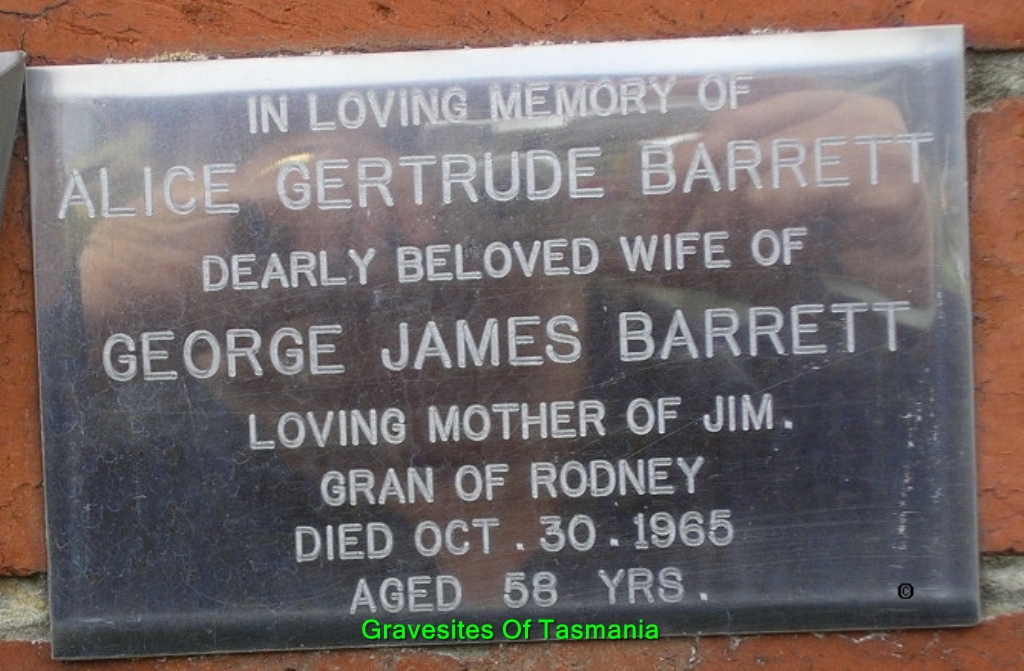 IN LOVING MEMORY OF
ALICE GERTRUDE BARRETT
DEARLY BELOVED WIFE OF
GEORGE JAMES BARRETT
LOVING MOTHER OF JIM.
GRAN OF RODNEY
DIED OCT. 30. 1965
AGED 58 YRS.
©
Gravesites Of Tasmania